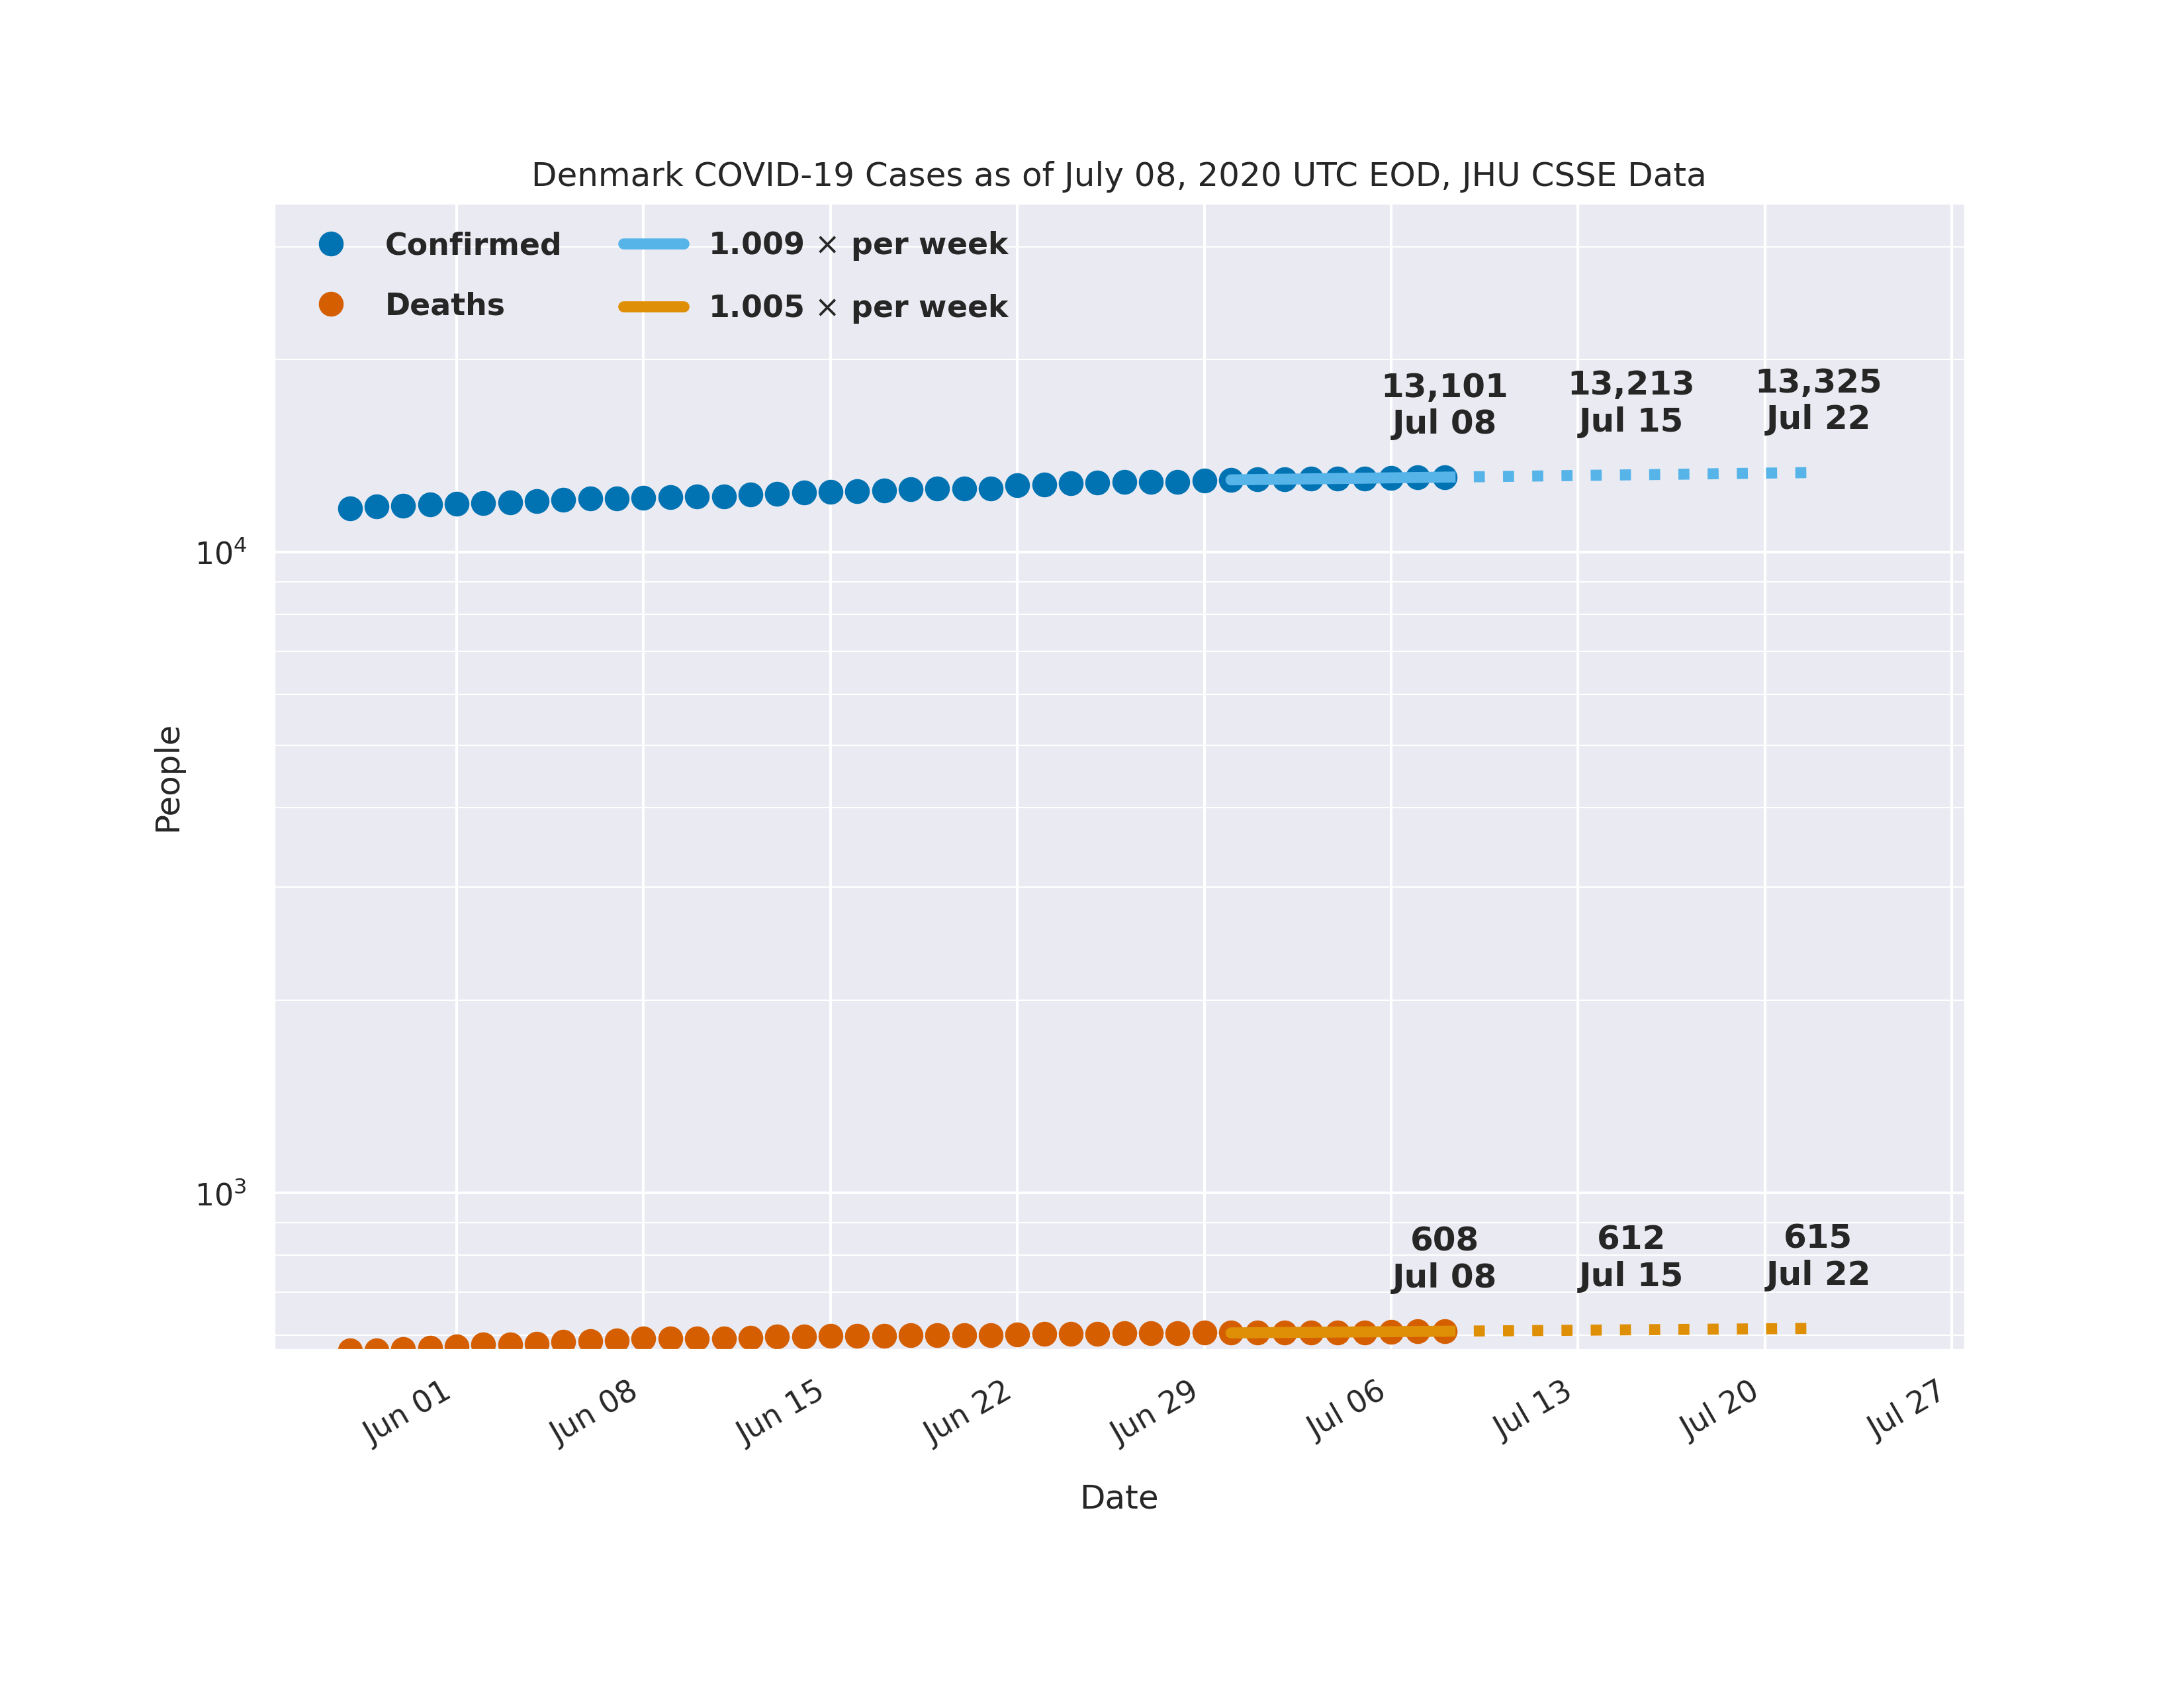 Denmark COVID-19 Cases as of July 08, 2020 UTC EOD, JHU CSSE Data
Confirmed
Deaths
1.009 × per week
1.005 × per week
13,101
Jul 08
13,213
Jul 15
13,325
Jul 22
10⁴
People
10³
608
Jul 08
612
Jul 15
615
Jul 22
Jun 01
Jun 08
Jun 15
Jun 22
Jun 29
Jul 06
Jul 13
Jul 20
Jul 27
Date